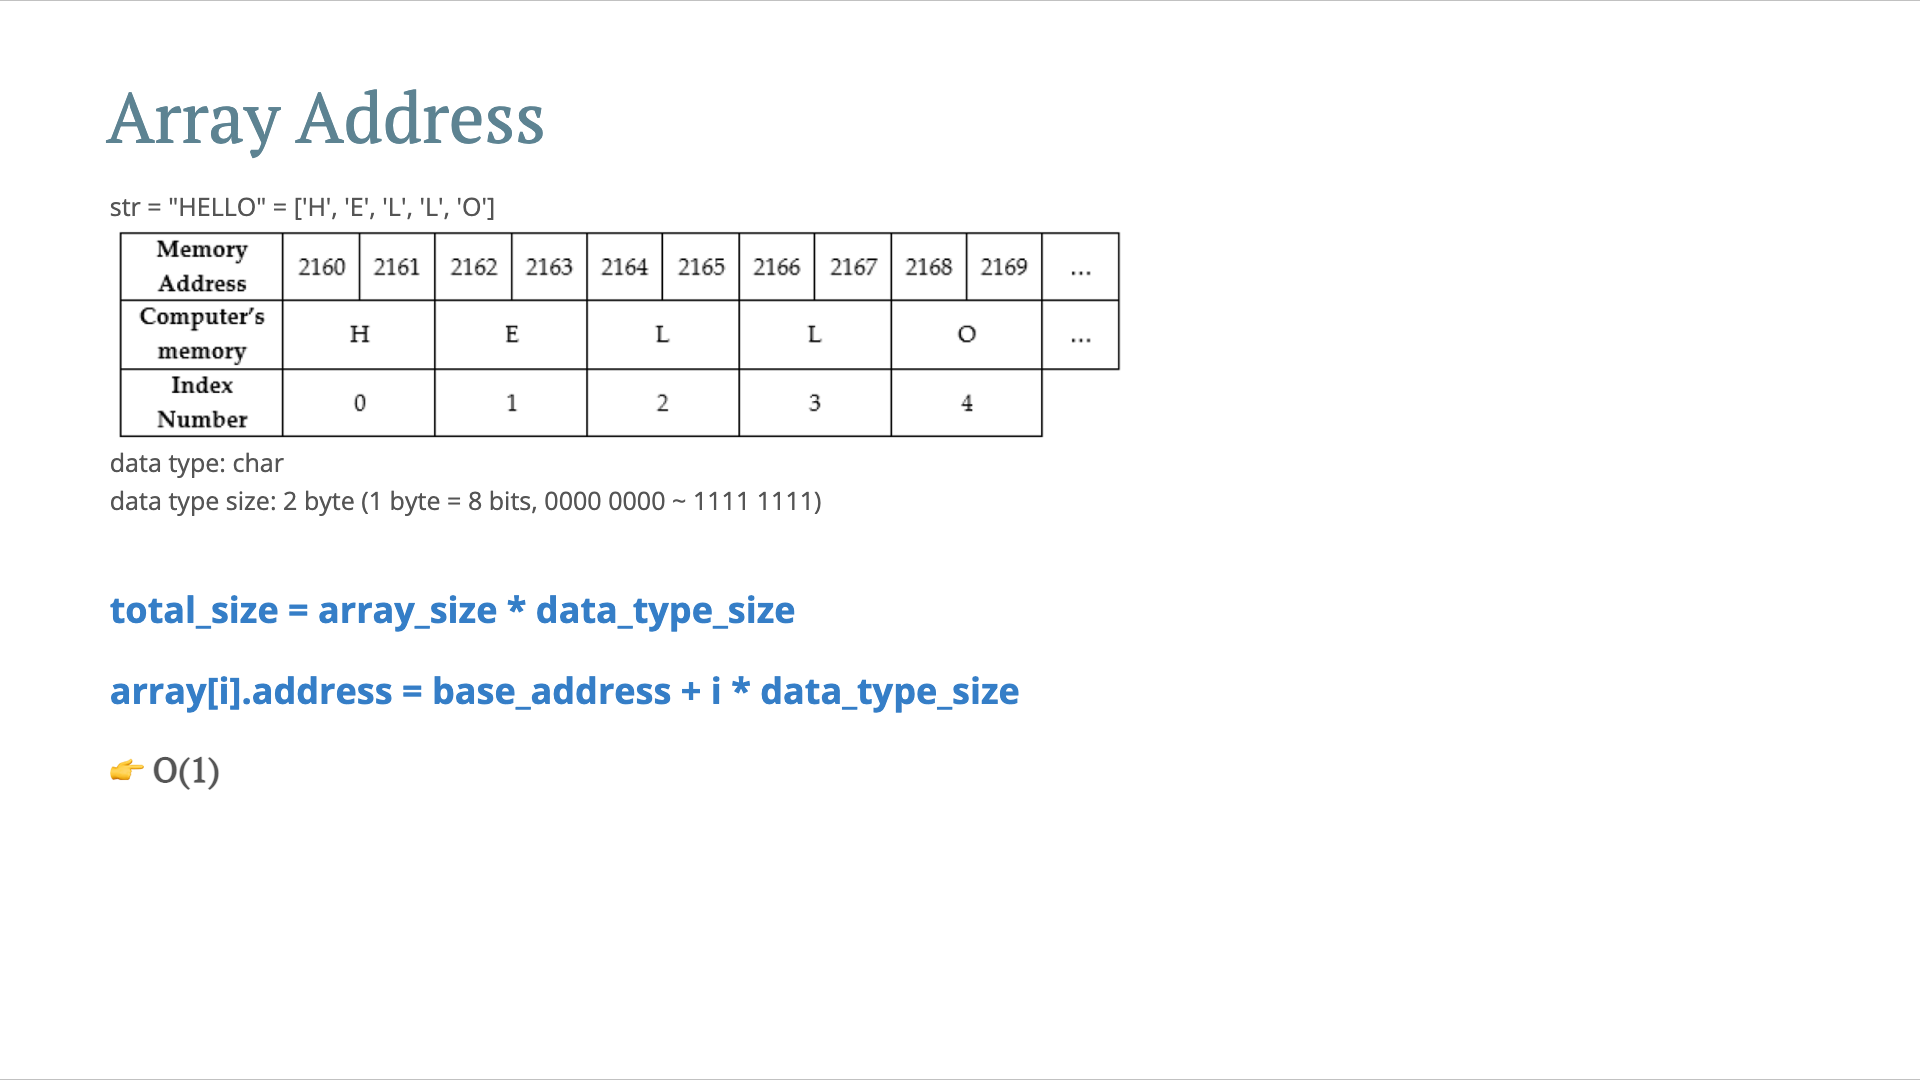 Array Address
str = "HELLO" = ['H', 'E', 'L', 'L', 'O']
Memory Address 2160 2161 2162 2163 2164 2165 2166 2167 2168 2169 ...
Computer’s memory H E L L O ...
Index Number 0 1 2 3 4
data type: char
data type size: 2 byte (1 byte = 8 bits, 0000 0000 ~ 1111 1111)
total_size = array_size * data_type_size
array[i].address = base_address + i * data_type_size
👉 O(1)